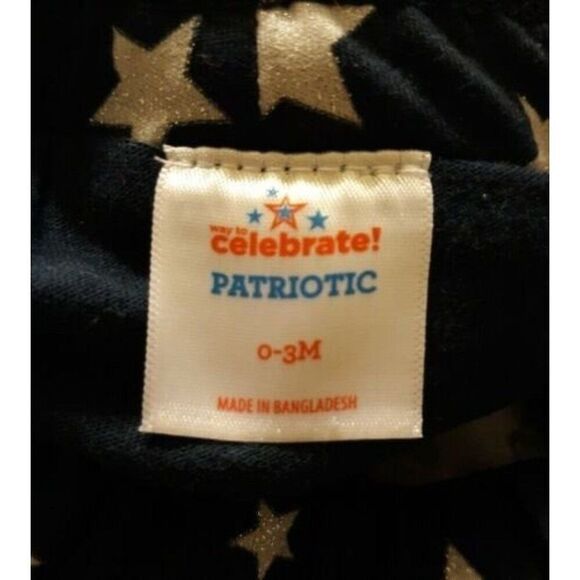 way to
celebrate!
PATRIOTIC
0-3M
MADE IN BANGLADESH